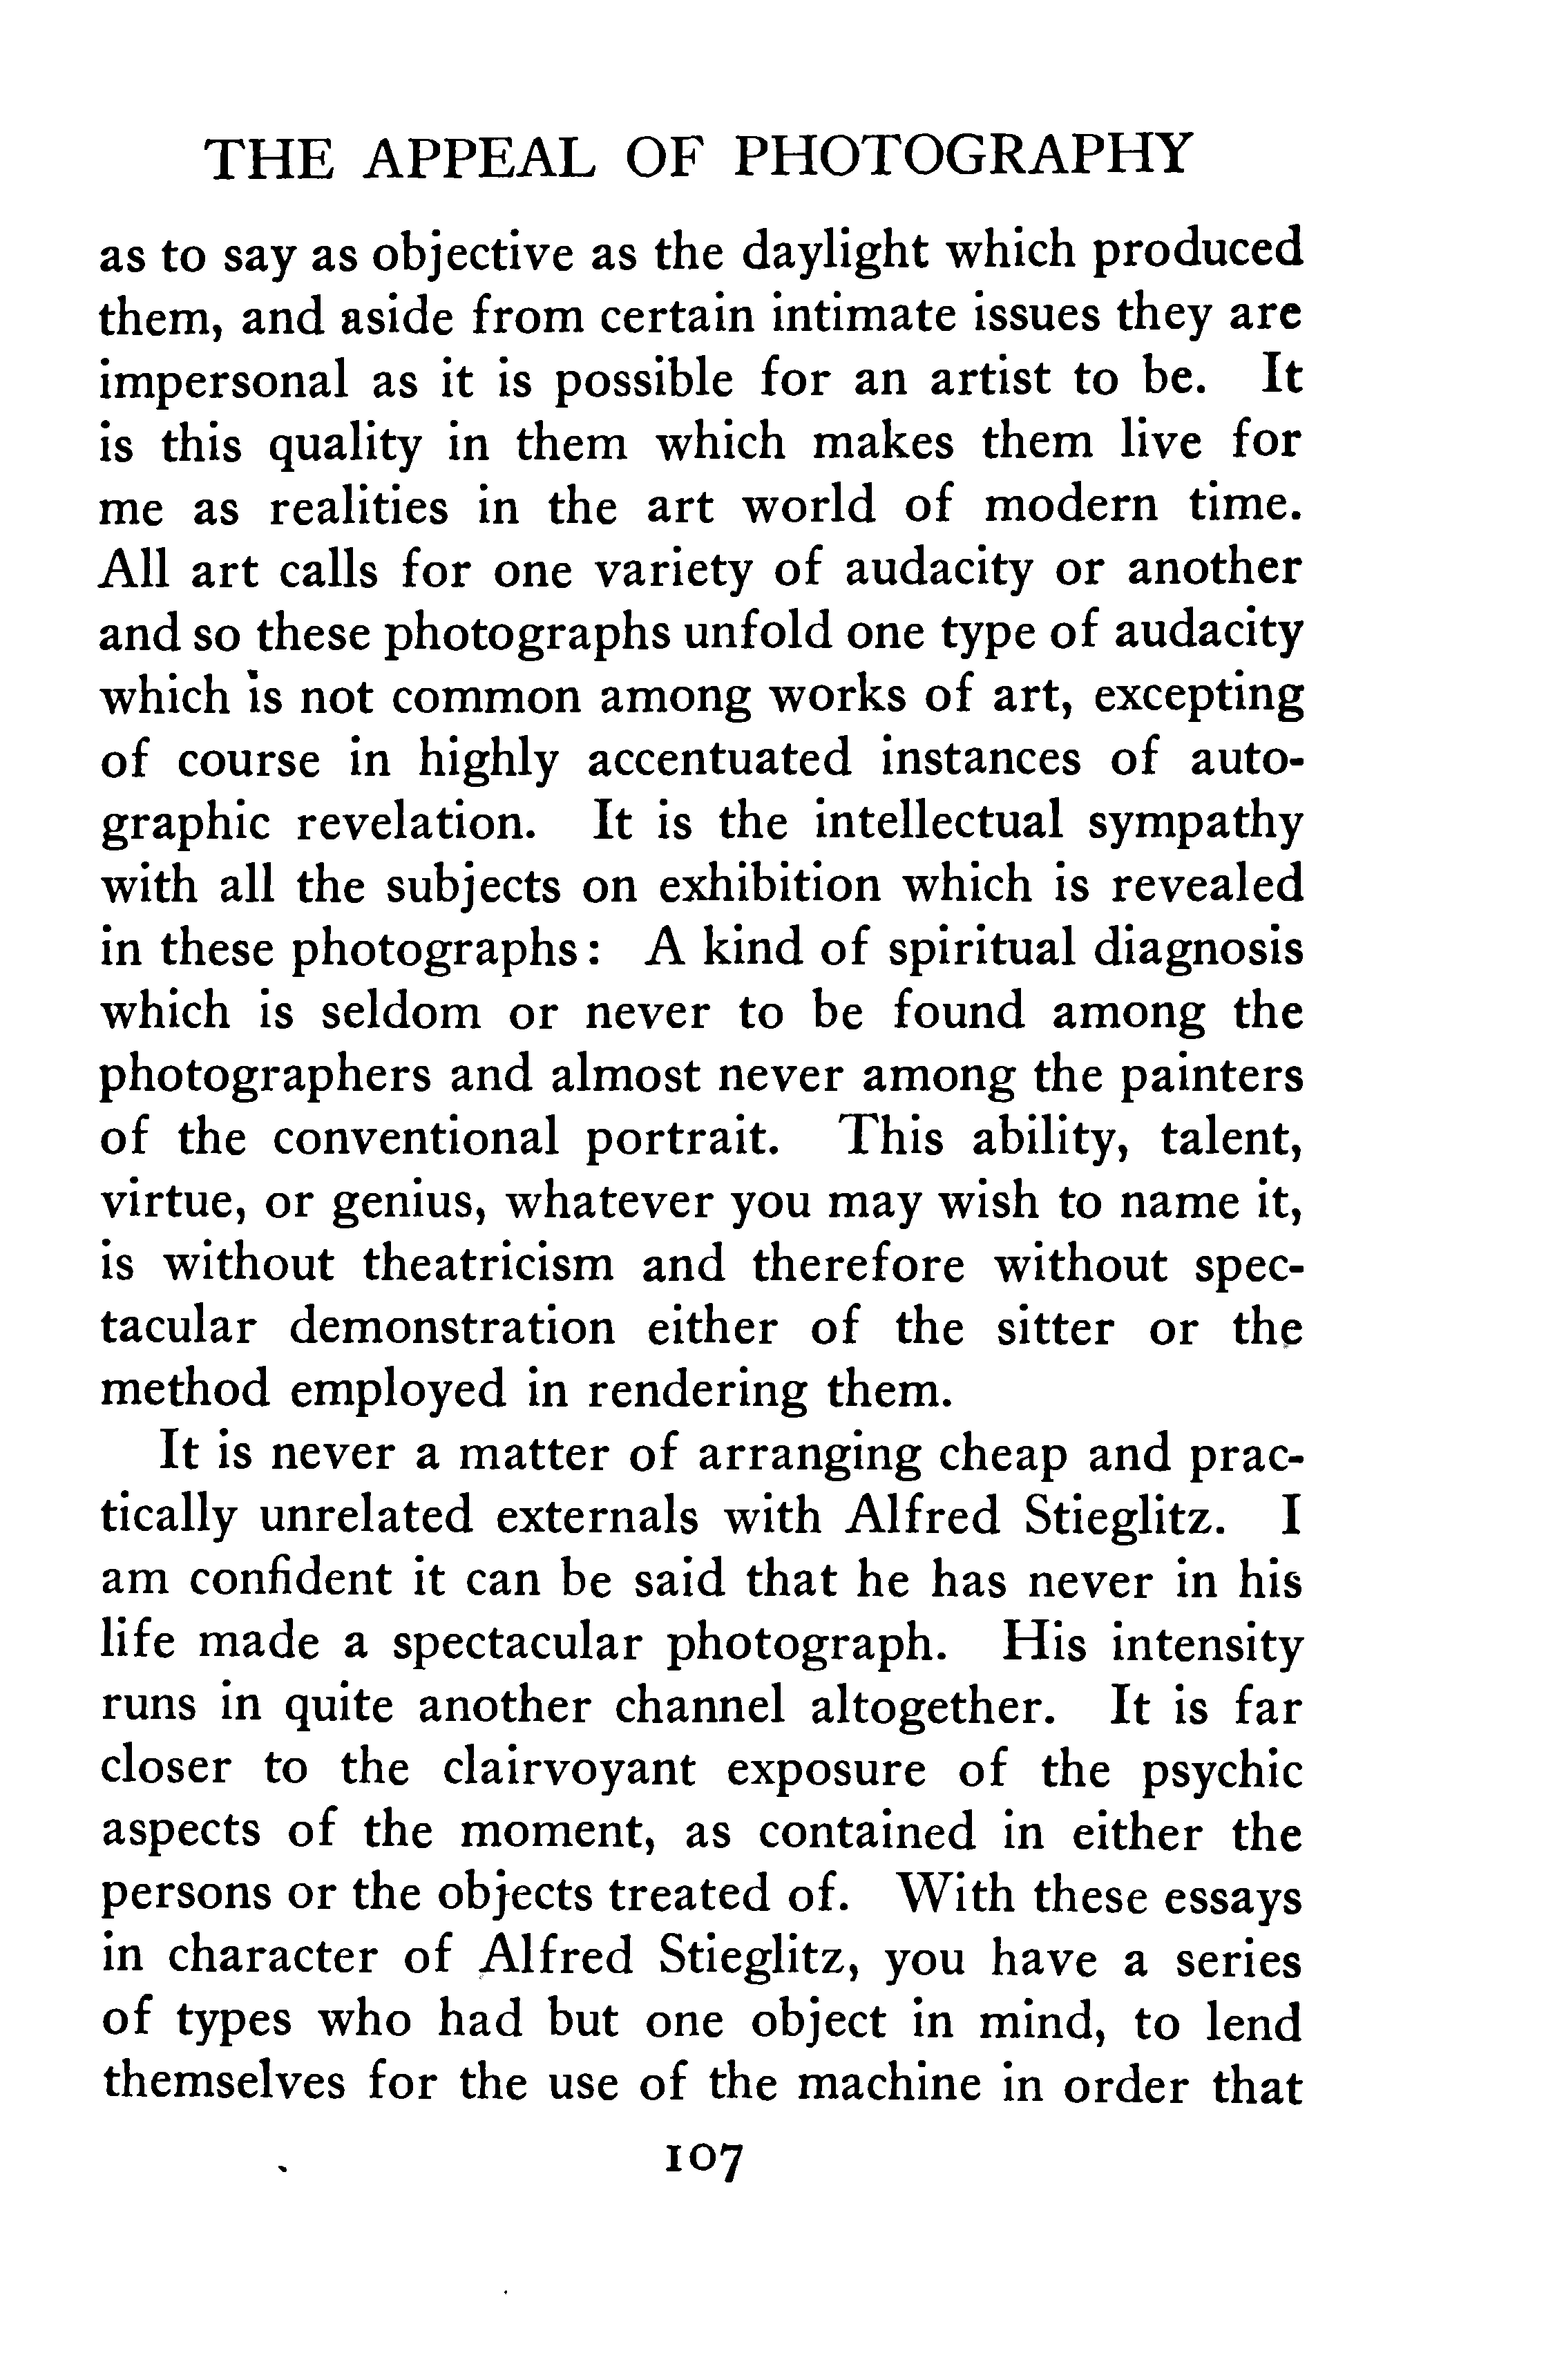 THE APPEAL OF PHOTOGRAPHY
as to say as objective as the daylight which produced
them, and aside from certain intimate issues they are
impersonal as it is possible for an artist to be. It
is this quality in them which makes them live for
me as realities in the art world of modern time.
All art calls for one variety of audacity or another
and so these photographs unfold one type of audacity
which is not common among works of art, excepting
of course in highly accentuated instances of auto-
graphic revelation. It is the intellectual sympathy
with all the subjects on exhibition which is revealed
in these photographs: A kind of spiritual diagnosis
which is seldom or never to be found among the
photographers and almost never among the painters
of the conventional portrait. This ability, talent,
virtue, or genius, whatever you may wish to name it,
is without theatricism and therefore without spec-
tacular demonstration either of the sitter or the
method employed in rendering them.
It is never a matter of arranging cheap and prac-
tically unrelated externals with Alfred Stieglitz. I
am confident it can be said that he has never in his
life made a spectacular photograph. His intensity
runs in quite another channel altogether. It is far
closer to the clairvoyant exposure of the psychic
aspects of the moment, as contained in either the
persons or the objects treated of. With these essays
in character of Alfred Stieglitz, you have a series
of types who had but one object in mind, to lend
themselves for the use of the machine in order that
107